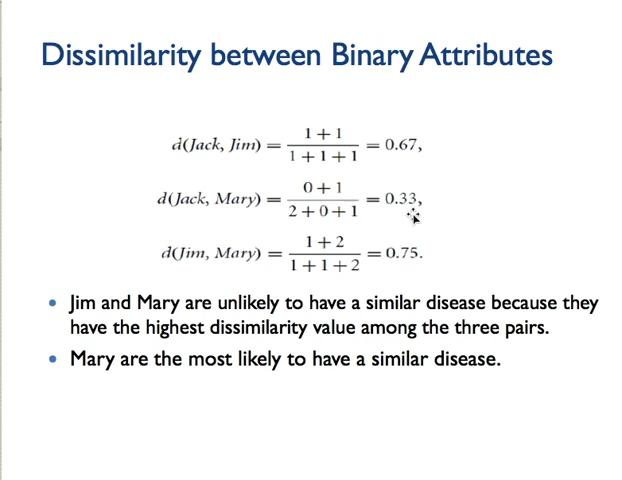 Dissimilarity between Binary Attributes
d(Jack, Jim) = \frac{1 + 1}{1 + 1 + 1} = 0.67,
d(Jack, Mary) = \frac{0 + 1}{2 + 0 + 1} = 0.33,
d(Jim, Mary) = \frac{1 + 2}{1 + 1 + 2} = 0.75.
• Jim and Mary are unlikely to have a similar disease because they
have the highest dissimilarity value among the three pairs.
• Mary are the most likely to have a similar disease.